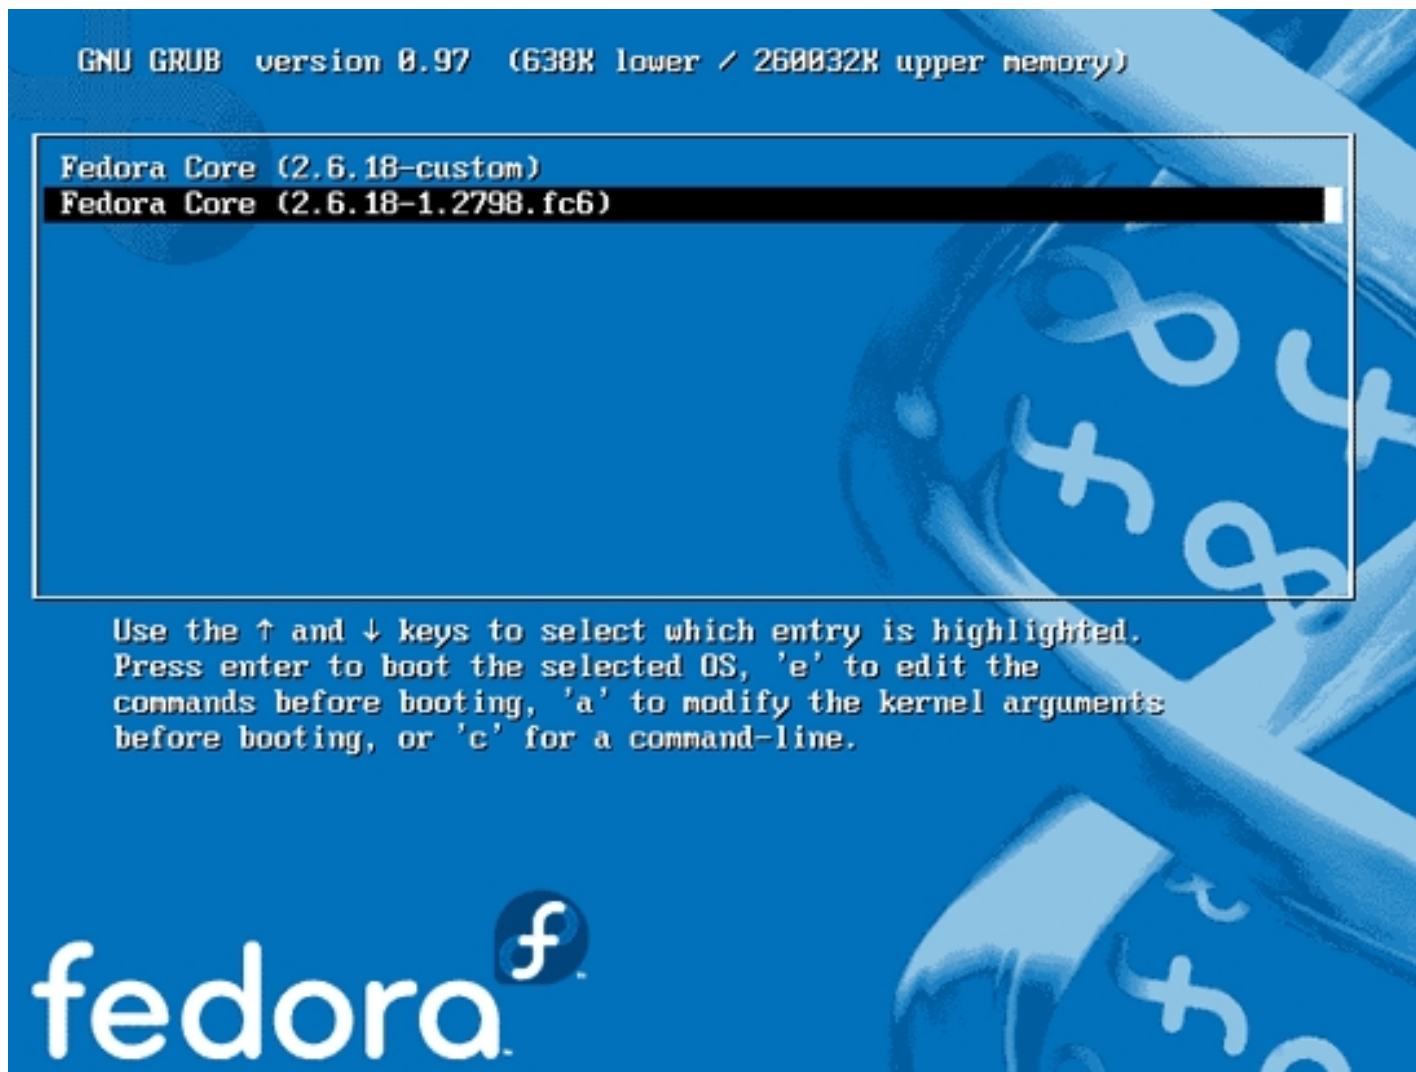 GNU GRUB  version 0.97  (638K lower / 260032K upper memory)
Fedora Core (2.6.18-custom)
Fedora Core (2.6.18-1.2798.fc6)
Use the ↑ and ↓ keys to select which entry is highlighted.
Press enter to boot the selected OS, 'e' to edit the
commands before booting, 'a' to modify the kernel arguments
before booting, or 'c' for a command-line.
fedora